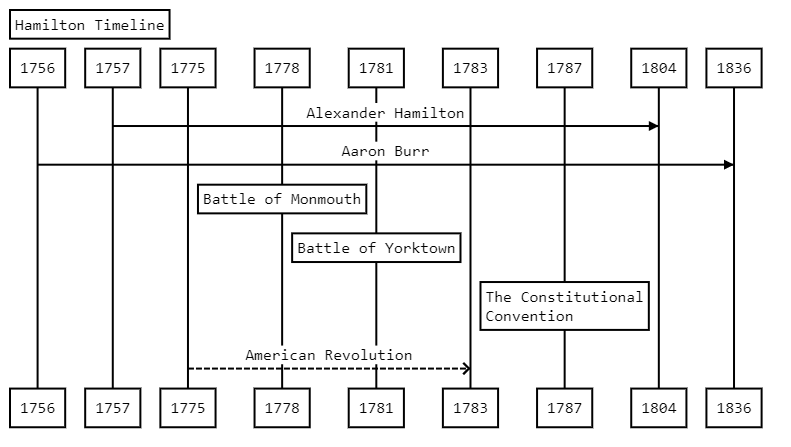 Hamilton Timeline
1756 1757 1775 1778 1781 1783 1787 1804 1836
Alexander Hamilton
Aaron Burr
Battle of Monmouth
Battle of Yorktown
The Constitutional
Convention
American Revolution
1756 1757 1775 1778 1781 1783 1787 1804 1836